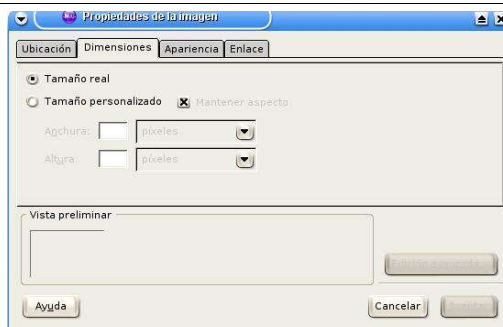 Propiedades de la imagen
Ubicación Dimensiones Apariencia Enlace
Tamaño real
Tamaño personalizado Mantener aspecto
Anchura: píxeles
Altura: píxeles
Vista preliminar
Edición avanzada...
Ayuda Cancelar Aceptar